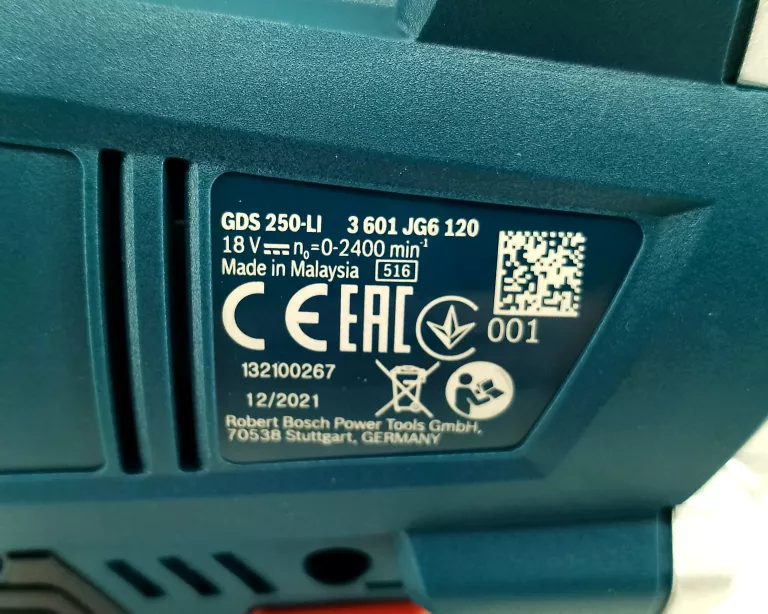 GDS 250-LI 3 601 JG6 120
18 V⎓n₀=0-2400 min⁻¹
Made in Malaysia 516
CE EAC 001
132100267
12/2021
Robert Bosch Power Tools GmbH,
70538 Stuttgart, GERMANY